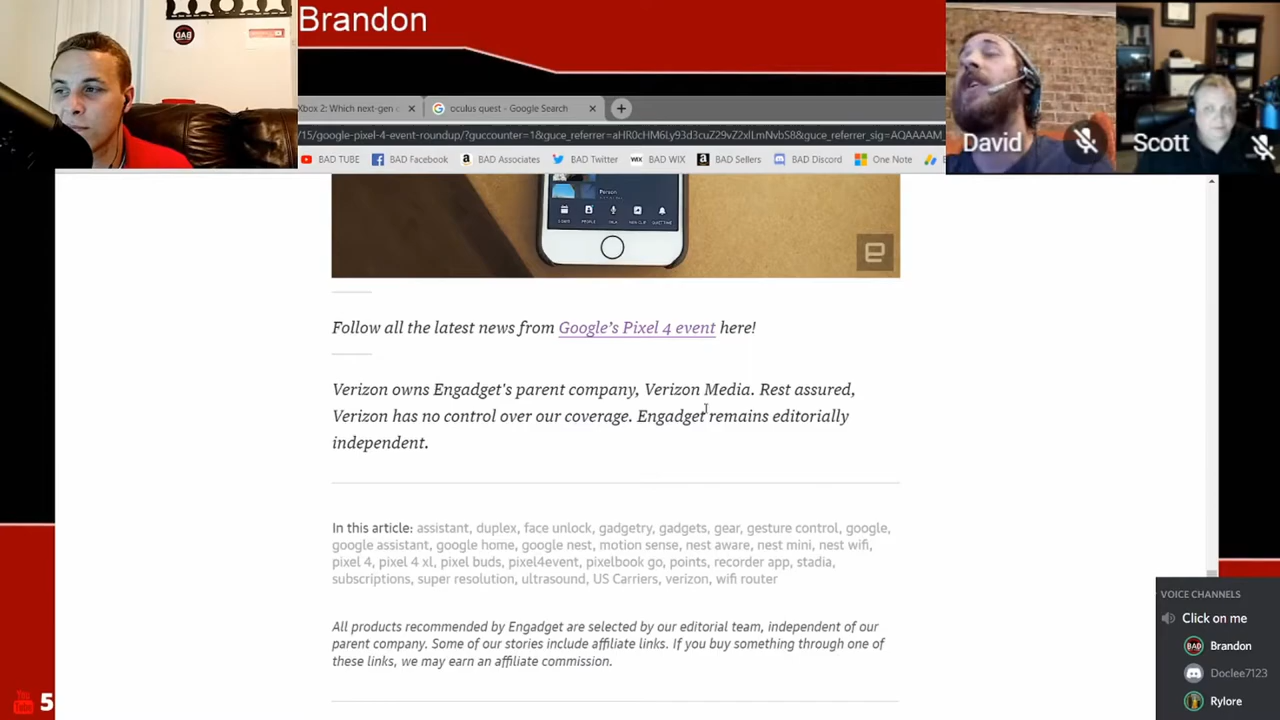 Brandon
BAD
Xbox 2: Which next-gen
oculus quest - Google Search
/15/google-pixel-4-event-roundup/?guccounter=1&guce_referrer=aHR0cHM6Ly93d3cuZ29vZ2xlLmNvbS8&guce_referrer_sig=AQAAAAM_
BAD TUBE BAD Facebook BAD Associates BAD Twitter WIX BAD WIX BAD Sellers BAD Discord One Note
David
Scott
Person
Follow all the latest news from Google's Pixel 4 event here!
Verizon owns Engadget's parent company, Verizon Media. Rest assured,
Verizon has no control over our coverage. Engadget remains editorially
independent.
In this article: assistant, duplex, face unlock, gadgetry, gadgets, gear, gesture control, google,
google assistant, google home, google nest, motion sense, nest aware, nest mini, nest wifi,
pixel 4, pixel 4 xl, pixel buds, pixel4event, pixelbook go, points, recorder app, stadia,
subscriptions, super resolution, ultrasound, US Carriers, verizon, wifi router
All products recommended by Engadget are selected by our editorial team, independent of our
parent company. Some of our stories include affiliate links. If you buy something through one of
these links, we may earn an affiliate commission.
VOICE CHANNELS
Click on me
BAD Brandon
Doclee7123
Rylore
You Tube 5